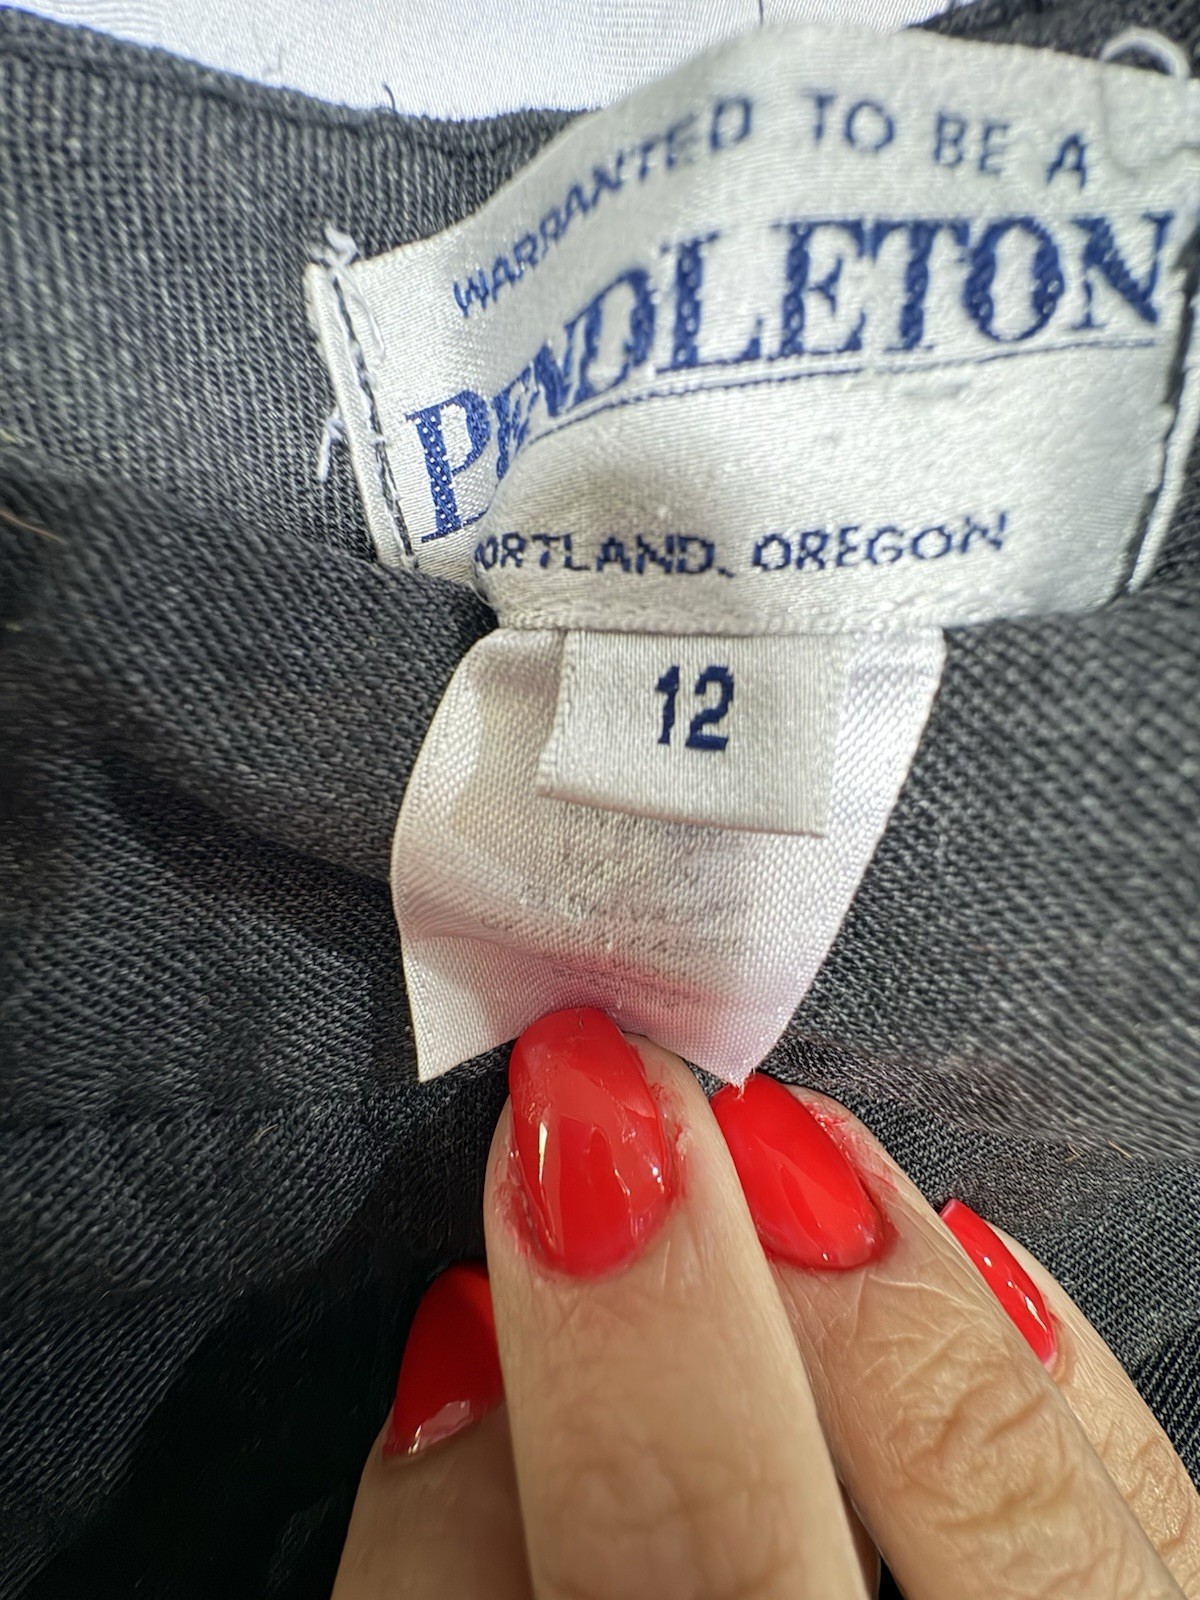 WARRANTED TO BE A
PENDLETON
PORTLAND, OREGON
12